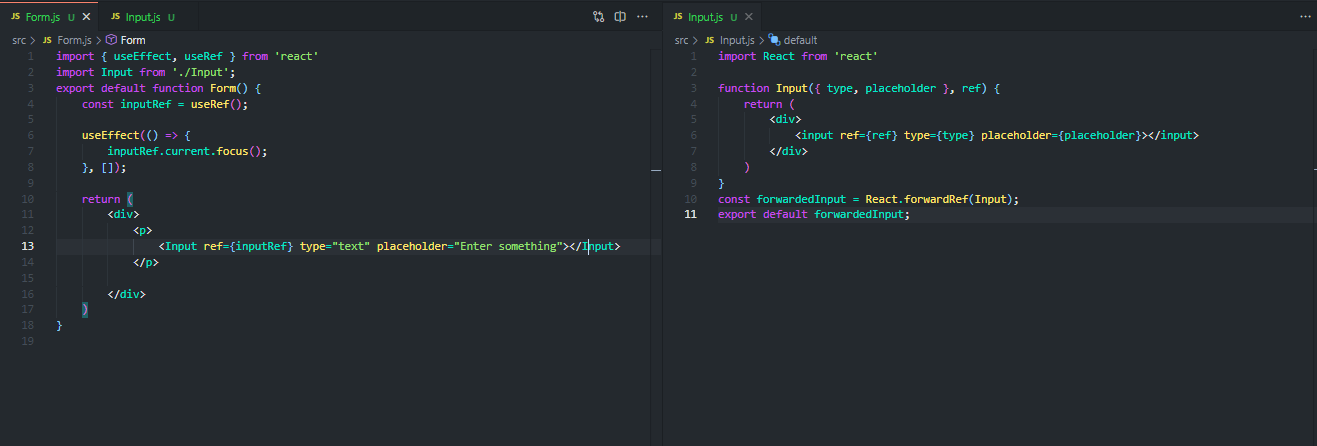 JS Form.js U ✕ JS Input.js U
src > JS Form.js > Form
1 import { useEffect, useRef } from 'react'
2 import Input from './Input';
3 export default function Form() {
4     const inputRef = useRef();
5
6     useEffect(() => {
7         inputRef.current.focus();
8     }, []);
9
10     return (
11         <div>
12             <p>
13                 <Input ref={inputRef} type="text" placeholder="Enter something"></Input>
14             </p>
15
16         </div>
17     )
18 }
19
JS Input.js U ✕
src > JS Input.js > default
1 import React from 'react'
2
3 function Input({ type, placeholder }, ref) {
4     return (
5         <div>
6             <input ref={ref} type={type} placeholder={placeholder}></input>
7         </div>
8     )
9 }
10 const forwardedInput = React.forwardRef(Input);
11 export default forwardedInput;